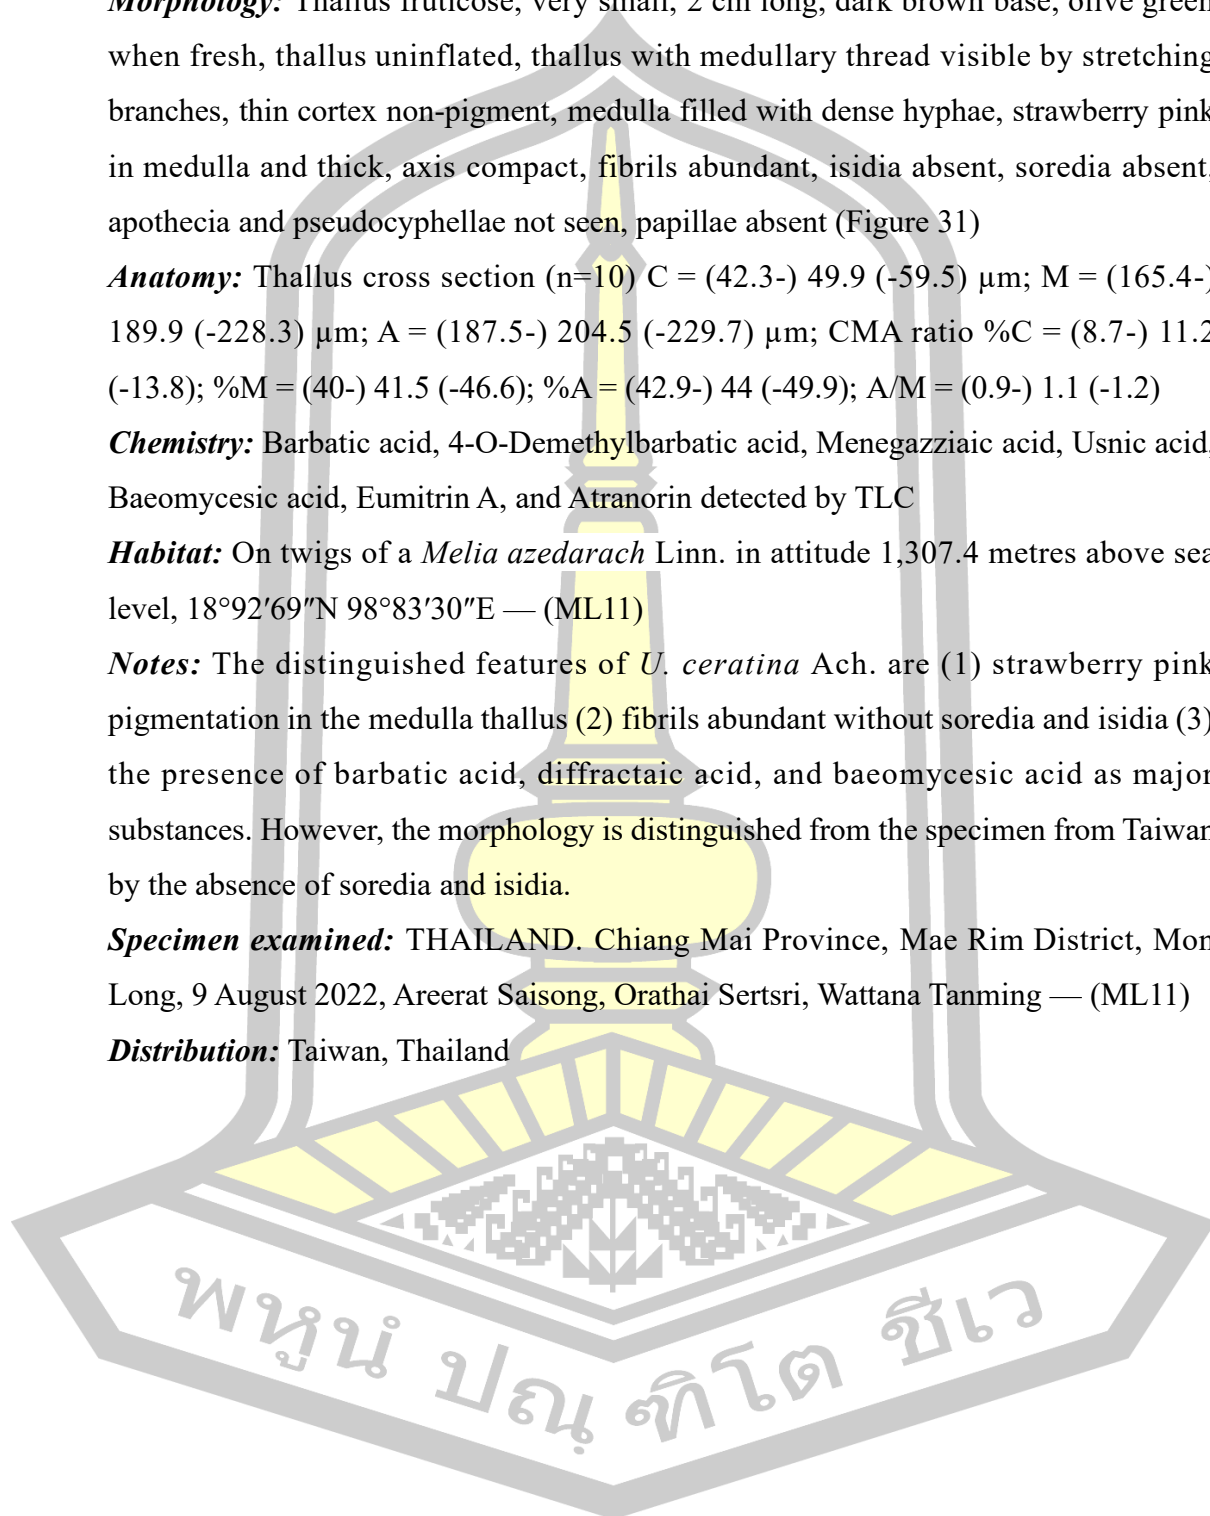 Morphology: Thallus fruticose, very small, 2 cm long, dark brown base, olive green
when fresh, thallus uninflated, thallus with medullary thread visible by stretching
branches, thin cortex non-pigment, medulla filled with dense hyphae, strawberry pink
in medulla and thick, axis compact, fibrils abundant, isidia absent, soredia absent,
apothecia and pseudocyphellae not seen, papillae absent (Figure 31)
Anatomy: Thallus cross section (n=10) C = (42.3-) 49.9 (-59.5) µm; M = (165.4-)
189.9 (-228.3) µm; A = (187.5-) 204.5 (-229.7) µm; CMA ratio %C = (8.7-) 11.2
(-13.8); %M = (40-) 41.5 (-46.6); %A = (42.9-) 44 (-49.9); A/M = (0.9-) 1.1 (-1.2)
Chemistry: Barbatic acid, 4-O-Demethylbarbatic acid, Menegazziaic acid, Usnic acid,
Baeomycesic acid, Eumitrin A, and Atranorin detected by TLC
Habitat: On twigs of a Melia azedarach Linn. in attitude 1,307.4 metres above sea
level, 18°92′69″N 98°83′30″E — (ML11)
Notes: The distinguished features of U. ceratina Ach. are (1) strawberry pink
pigmentation in the medulla thallus (2) fibrils abundant without soredia and isidia (3)
the presence of barbatic acid, diffractaic acid, and baeomycesic acid as major
substances. However, the morphology is distinguished from the specimen from Taiwan
by the absence of soredia and isidia.
Specimen examined: THAILAND. Chiang Mai Province, Mae Rim District, Mon
Long, 9 August 2022, Areerat Saisong, Orathai Sertsri, Wattana Tanming — (ML11)
Distribution: Taiwan, Thailand
พหูนํ ปณฺฑิโต ชีเว